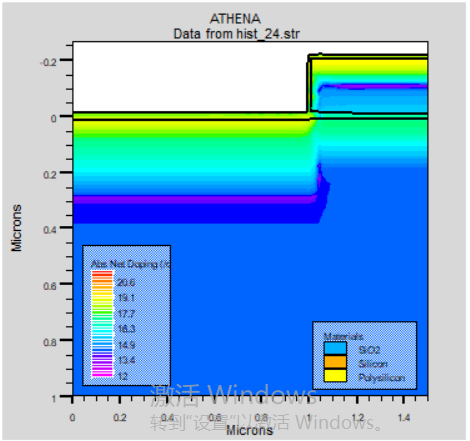 ATHENA
Data from hist_24.str
-0.2
0
0.2
0.4
0.6
0.8
1
Microns
Abs Net Doping (/c
20.6
19.1
17.7
16.3
14.9
13.4
12
Materials
SiO2
Silicon
Polysilicon
0
0.2
0.4
0.6
0.8
1
1.2
1.4
Microns
激活 Windows
转到"设置"以激活 Windows。